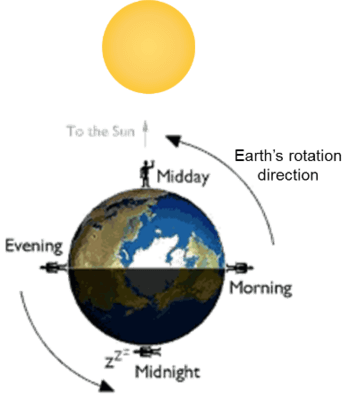 To the Sun
Earth's rotation
direction
Midday
Evening
Morning
zzz
Midnight